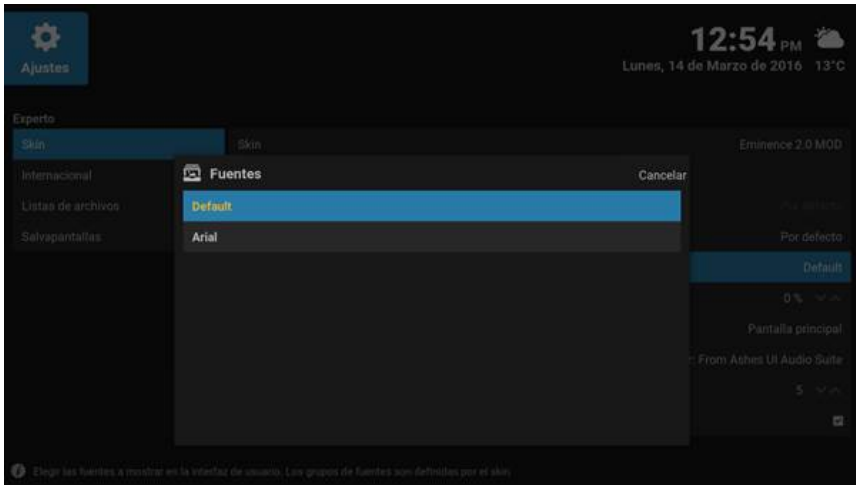 Ajustes
12:54 PM
Lunes, 14 de Marzo de 2016 13°C
Experto
Skin
Skin
Eminence 2.0 MOD
Internacional
Listas de archivos
Por defecto
Salvapantallas
Por defecto
Fuentes
Cancelar
Default
Arial
Default
0 %
Pantalla principal
: From Ashes UI Audio Suite
5
Elegir las fuentes a mostrar en la interfaz de usuario. Los grupos de fuentes son definidas por el skin